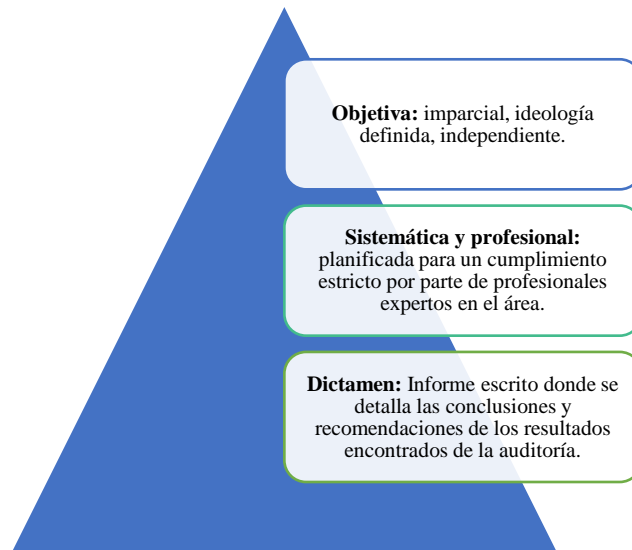 Objetiva: imparcial, ideología
definida, independiente.
Sistemática y profesional:
planificada para un cumplimiento
estricto por parte de profesionales
expertos en el área.
Dictamen: Informe escrito donde se
detalla las conclusiones y
recomendaciones de los resultados
encontrados de la auditoría.